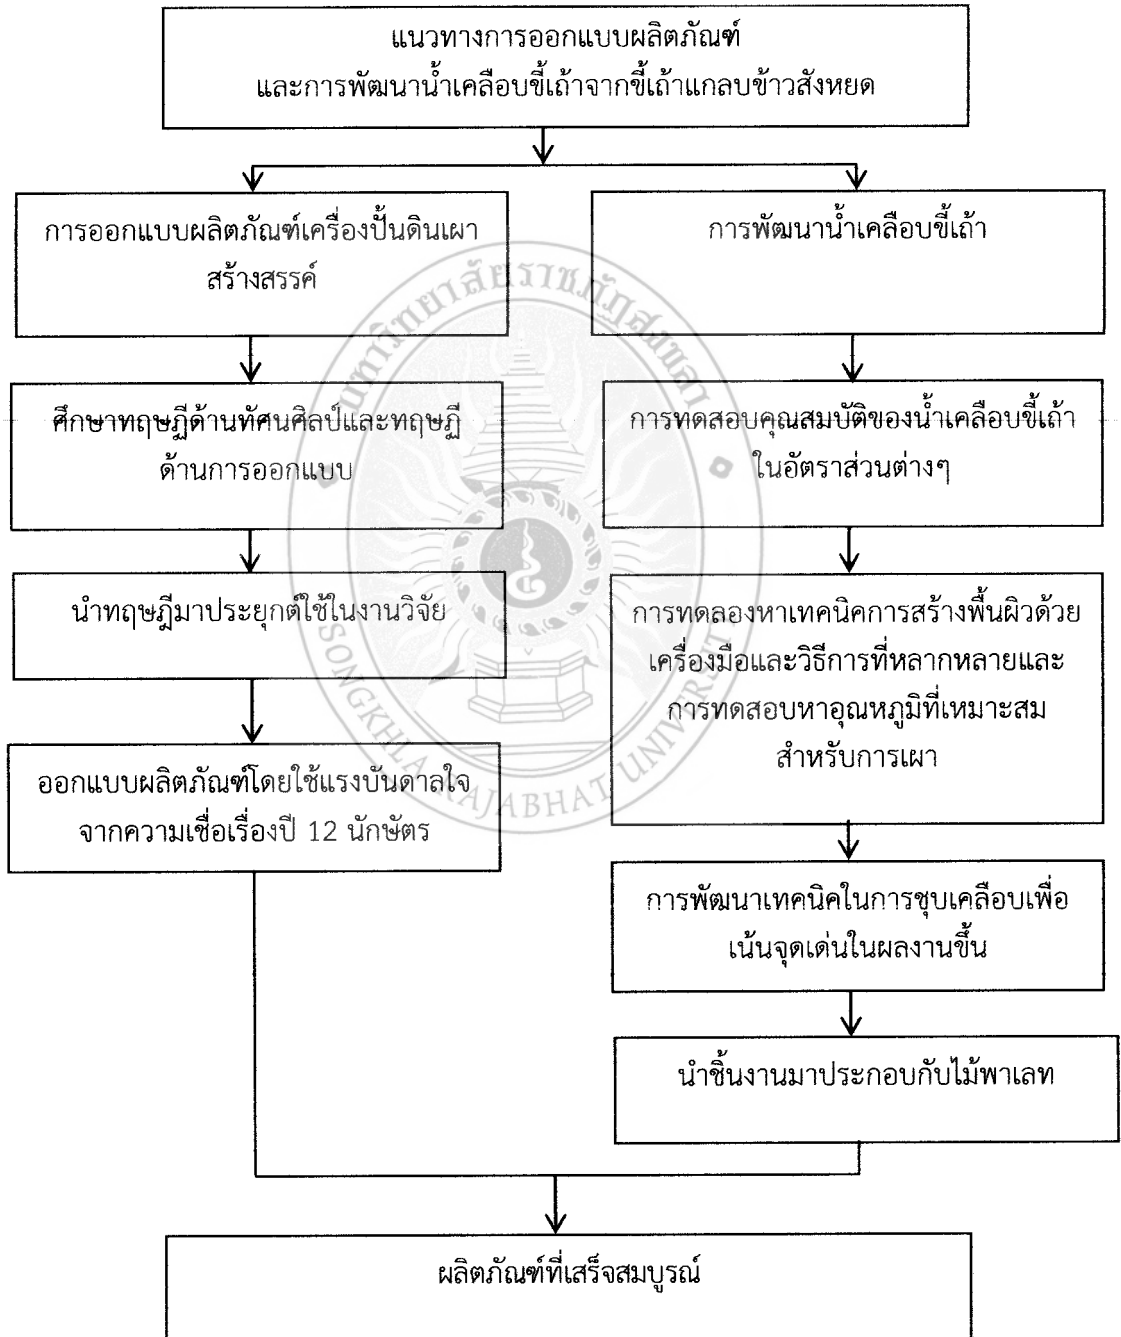 แนวทางการออกแบบผลิตภัณฑ์
และการพัฒนาน้ำเคลือบขี้เถ้าจากขี้เถ้าแกลบข้าวสังหยด
การออกแบบผลิตภัณฑ์เครื่องปั้นดินเผา
สร้างสรรค์
ศึกษาทฤษฎีด้านทัศนศิลป์และทฤษฎี
ด้านการออกแบบ
นำทฤษฎีมาประยุกต์ใช้ในงานวิจัย
ออกแบบผลิตภัณฑ์โดยใช้แรงบันดาลใจ
จากความเชื่อเรื่องปี 12 นักษัตร
การพัฒนาน้ำเคลือบขี้เถ้า
การทดสอบคุณสมบัติของน้ำเคลือบขี้เถ้า
ในอัตราส่วนต่างๆ
การทดลองหาเทคนิคการสร้างพื้นผิวด้วย
เครื่องมือและวิธีการที่หลากหลายและ
การทดสอบหาอุณหภูมิที่เหมาะสม
สำหรับการเผา
การพัฒนาเทคนิคในการชุบเคลือบเพื่อ
เน้นจุดเด่นในผลงานขึ้น
นำชิ้นงานมาประกอบกับไม้พาเลท
ผลิตภัณฑ์ที่เสร็จสมบูรณ์
มหาวิทยาลัยราชภัฏสงขลา
SONGKHLA RAJABHAT UNIVERSITY